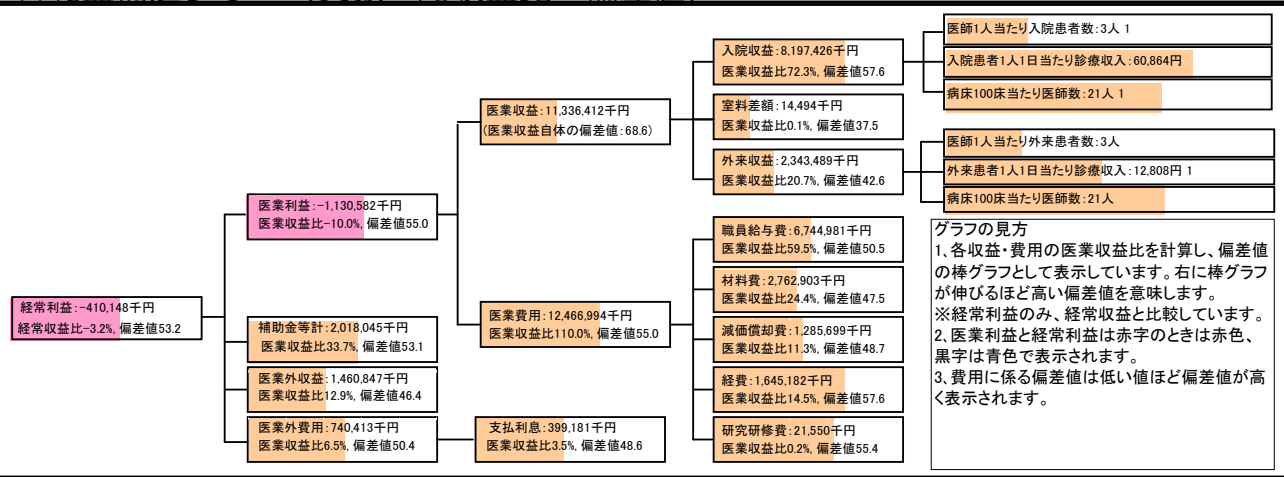 医師1人当たり入院患者数:3人 1
入院収益:8,197,426千円
医業収益比72.3%, 偏差値57.6
入院患者1人1日当たり診療収入:60,864円
病床100床当たり医師数:21人 1
医業収益:11,336,412千円
(医業収益自体の偏差値:68.6)
室料差額:14,494千円
医業収益比0.1%, 偏差値37.5
医師1人当たり外来患者数:3人
外来収益:2,343,489千円
医業収益比20.7%, 偏差値42.6
外来患者1人1日当たり診療収入:12,808円 1
病床100床当たり医師数:21人
医業利益:-1,130,582千円
医業収益比-10.0%, 偏差値55.0
職員給与費:6,744,981千円
医業収益比59.5%, 偏差値50.5
材料費:2,762,903千円
医業収益比24.4%, 偏差値47.5
経常利益:-410,148千円
経常収益比-3.2%, 偏差値53.2
医業費用:12,466,994千円
医業収益比110.0%, 偏差値55.0
補助金等計:2,018,045千円
医業収益比33.7%, 偏差値53.1
減価償却費:1,285,699千円
医業収益比11.3%, 偏差値48.7
医業外収益:1,460,847千円
医業収益比12.9%, 偏差値46.4
経費:1,645,182千円
医業収益比14.5%, 偏差値57.6
医業外費用:740,413千円
医業収益比6.5%, 偏差値50.4
支払利息:399,181千円
医業収益比3.5%, 偏差値48.6
研究研修費:21,550千円
医業収益比0.2%, 偏差値55.4
グラフの見方
1、各収益・費用の医業収益比を計算し、偏差値
の棒グラフとして表示しています。右に棒グラフ
が伸びるほど高い偏差値を意味します。
※経常利益のみ、経常収益と比較しています。
2、医業利益と経常利益は赤字のときは赤色、
黒字は青色で表示されます。
3、費用に係る偏差値は低い値ほど偏差値が高
く表示されます。